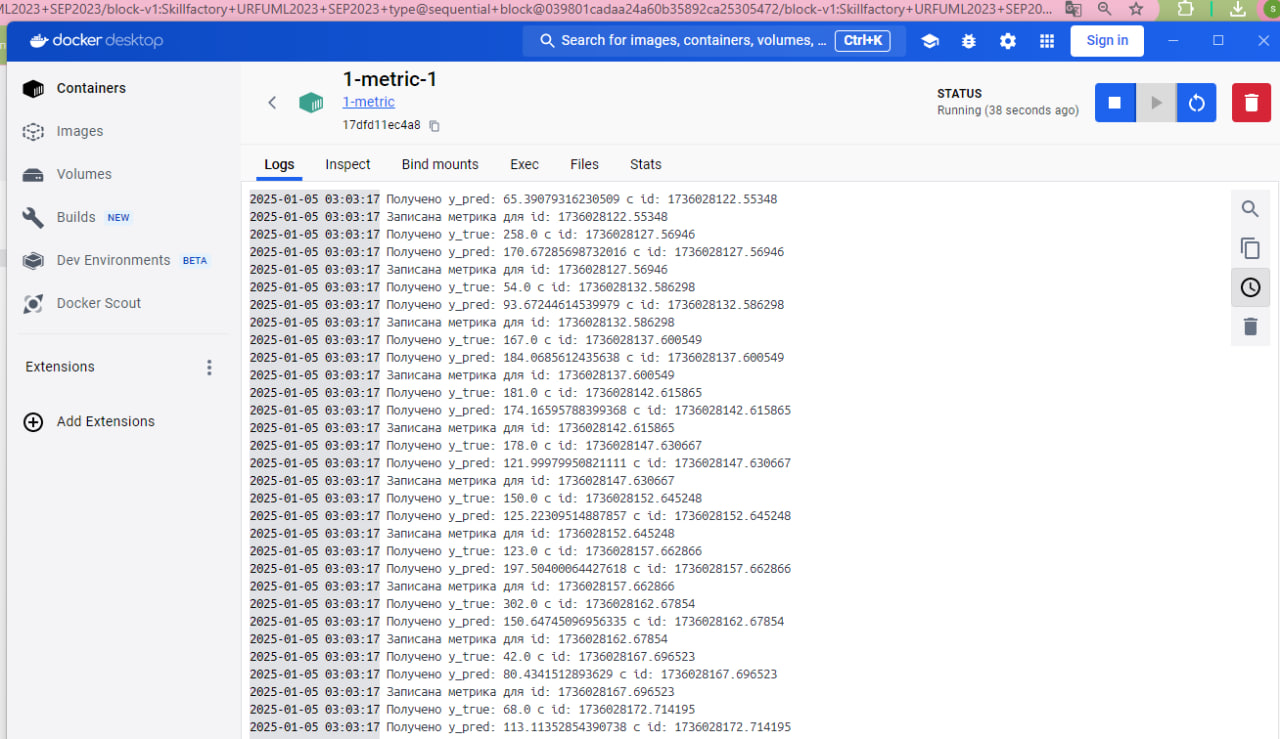 ML2023+SEP2023/block-v1:Skillfactory+URFUML2023+SEP2023+type@sequential+block@039801cadaa24a60b35892ca25305472/block-v1:Skillfactory+URFUML2023+SEP20...
docker desktop
Search for images, containers, volumes, ...
Ctrl+K
Sign in
Containers
Images
Volumes
Builds NEW
Dev Environments BETA
Docker Scout
Extensions
Add Extensions
1-metric-1
1-metric
17dfd11ec4a8
STATUS
Running (38 seconds ago)
Logs Inspect Bind mounts Exec Files Stats
2025-01-05 03:03:17 Получено y_pred: 65.39079316230509 с id: 1736028122.55348
2025-01-05 03:03:17 Записана метрика для id: 1736028122.55348
2025-01-05 03:03:17 Получено y_true: 258.0 с id: 1736028127.56946
2025-01-05 03:03:17 Получено y_pred: 170.67285698732016 с id: 1736028127.56946
2025-01-05 03:03:17 Записана метрика для id: 1736028127.56946
2025-01-05 03:03:17 Получено y_true: 54.0 с id: 1736028132.586298
2025-01-05 03:03:17 Получено y_pred: 93.67244614539979 с id: 1736028132.586298
2025-01-05 03:03:17 Записана метрика для id: 1736028132.586298
2025-01-05 03:03:17 Получено y_true: 167.0 с id: 1736028137.600549
2025-01-05 03:03:17 Получено y_pred: 184.0685612435638 с id: 1736028137.600549
2025-01-05 03:03:17 Записана метрика для id: 1736028137.600549
2025-01-05 03:03:17 Получено y_true: 181.0 с id: 1736028142.615865
2025-01-05 03:03:17 Получено y_pred: 174.16595788399368 с id: 1736028142.615865
2025-01-05 03:03:17 Записана метрика для id: 1736028142.615865
2025-01-05 03:03:17 Получено y_true: 178.0 с id: 1736028147.630667
2025-01-05 03:03:17 Получено y_pred: 121.99979950821111 с id: 1736028147.630667
2025-01-05 03:03:17 Записана метрика для id: 1736028147.630667
2025-01-05 03:03:17 Получено y_true: 150.0 с id: 1736028152.645248
2025-01-05 03:03:17 Получено y_pred: 125.22309514887857 с id: 1736028152.645248
2025-01-05 03:03:17 Записана метрика для id: 1736028152.645248
2025-01-05 03:03:17 Получено y_true: 123.0 с id: 1736028157.662866
2025-01-05 03:03:17 Получено y_pred: 197.50400064427618 с id: 1736028157.662866
2025-01-05 03:03:17 Записана метрика для id: 1736028157.662866
2025-01-05 03:03:17 Получено y_true: 302.0 с id: 1736028162.67854
2025-01-05 03:03:17 Получено y_pred: 150.64745096956335 с id: 1736028162.67854
2025-01-05 03:03:17 Записана метрика для id: 1736028162.67854
2025-01-05 03:03:17 Получено y_true: 42.0 с id: 1736028167.696523
2025-01-05 03:03:17 Получено y_pred: 80.4341512893629 с id: 1736028167.696523
2025-01-05 03:03:17 Записана метрика для id: 1736028167.696523
2025-01-05 03:03:17 Получено y_true: 68.0 с id: 1736028172.714195
2025-01-05 03:03:17 Получено y_pred: 113.11352854390738 с id: 1736028172.714195